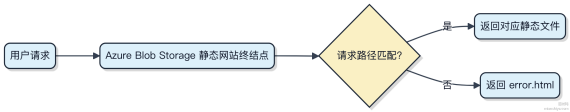 用户请求
Azure Blob Storage 静态网站终结点
请求路径匹配?
是
返回对应静态文件
否
返回 error.html